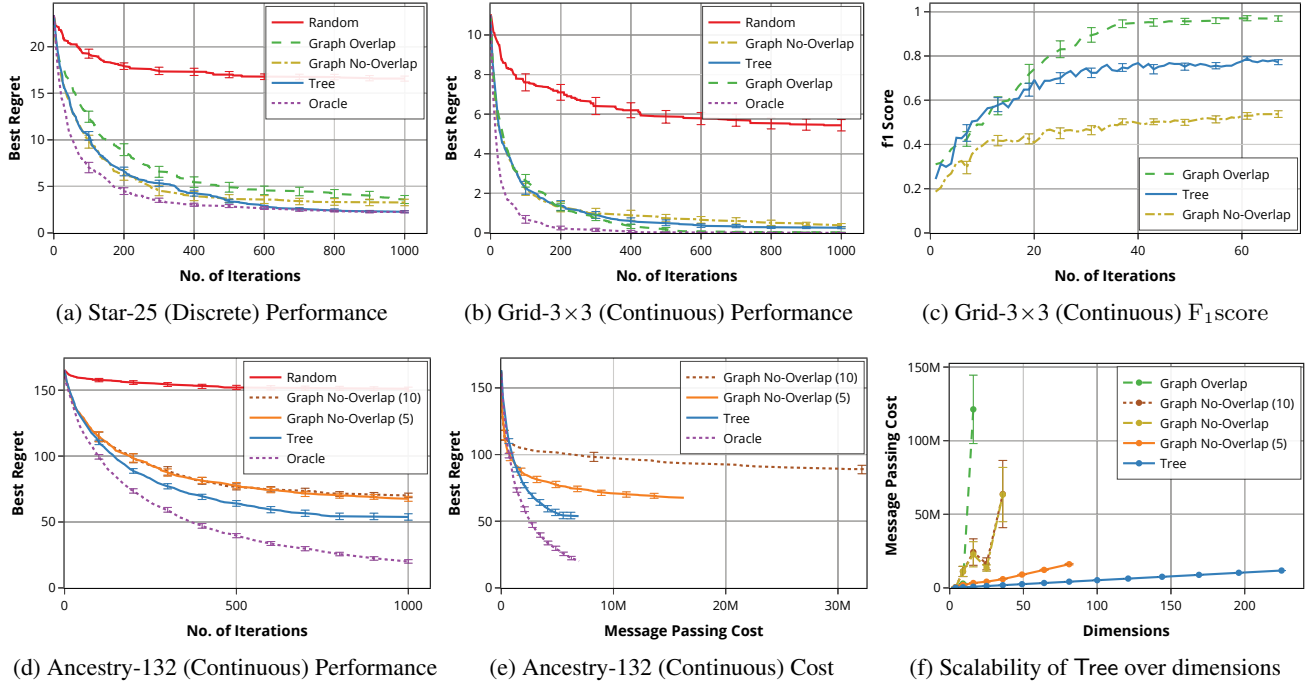 Best Regret
20
15
10
5
0
0
200
400
600
800
1000
No. of Iterations
Random
Graph Overlap
Graph No-Overlap
Tree
Oracle
(a) Star-25 (Discrete) Performance
Best Regret
10
8
6
4
2
0
0
200
400
600
800
1000
No. of Iterations
Random
Graph No-Overlap
Tree
Graph Overlap
Oracle
(b) Grid-3×3 (Continuous) Performance
f1 Score
1
0.8
0.6
0.4
0.2
0
0
20
40
60
No. of Iterations
Graph Overlap
Tree
Graph No-Overlap
(c) Grid-3×3 (Continuous) F₁score
Best Regret
150
100
50
0
0
500
1000
No. of Iterations
Random
Graph No-Overlap (10)
Graph No-Overlap (5)
Tree
Oracle
(d) Ancestry-132 (Continuous) Performance
Best Regret
150
100
50
0
0
10M
20M
30M
Message Passing Cost
Graph No-Overlap (10)
Graph No-Overlap (5)
Tree
Oracle
(e) Ancestry-132 (Continuous) Cost
Message Passing Cost
150M
100M
50M
0
0
50
100
150
200
Dimensions
Graph Overlap
Graph No-Overlap (10)
Graph No-Overlap
Graph No-Overlap (5)
Tree
(f) Scalability of Tree over dimensions